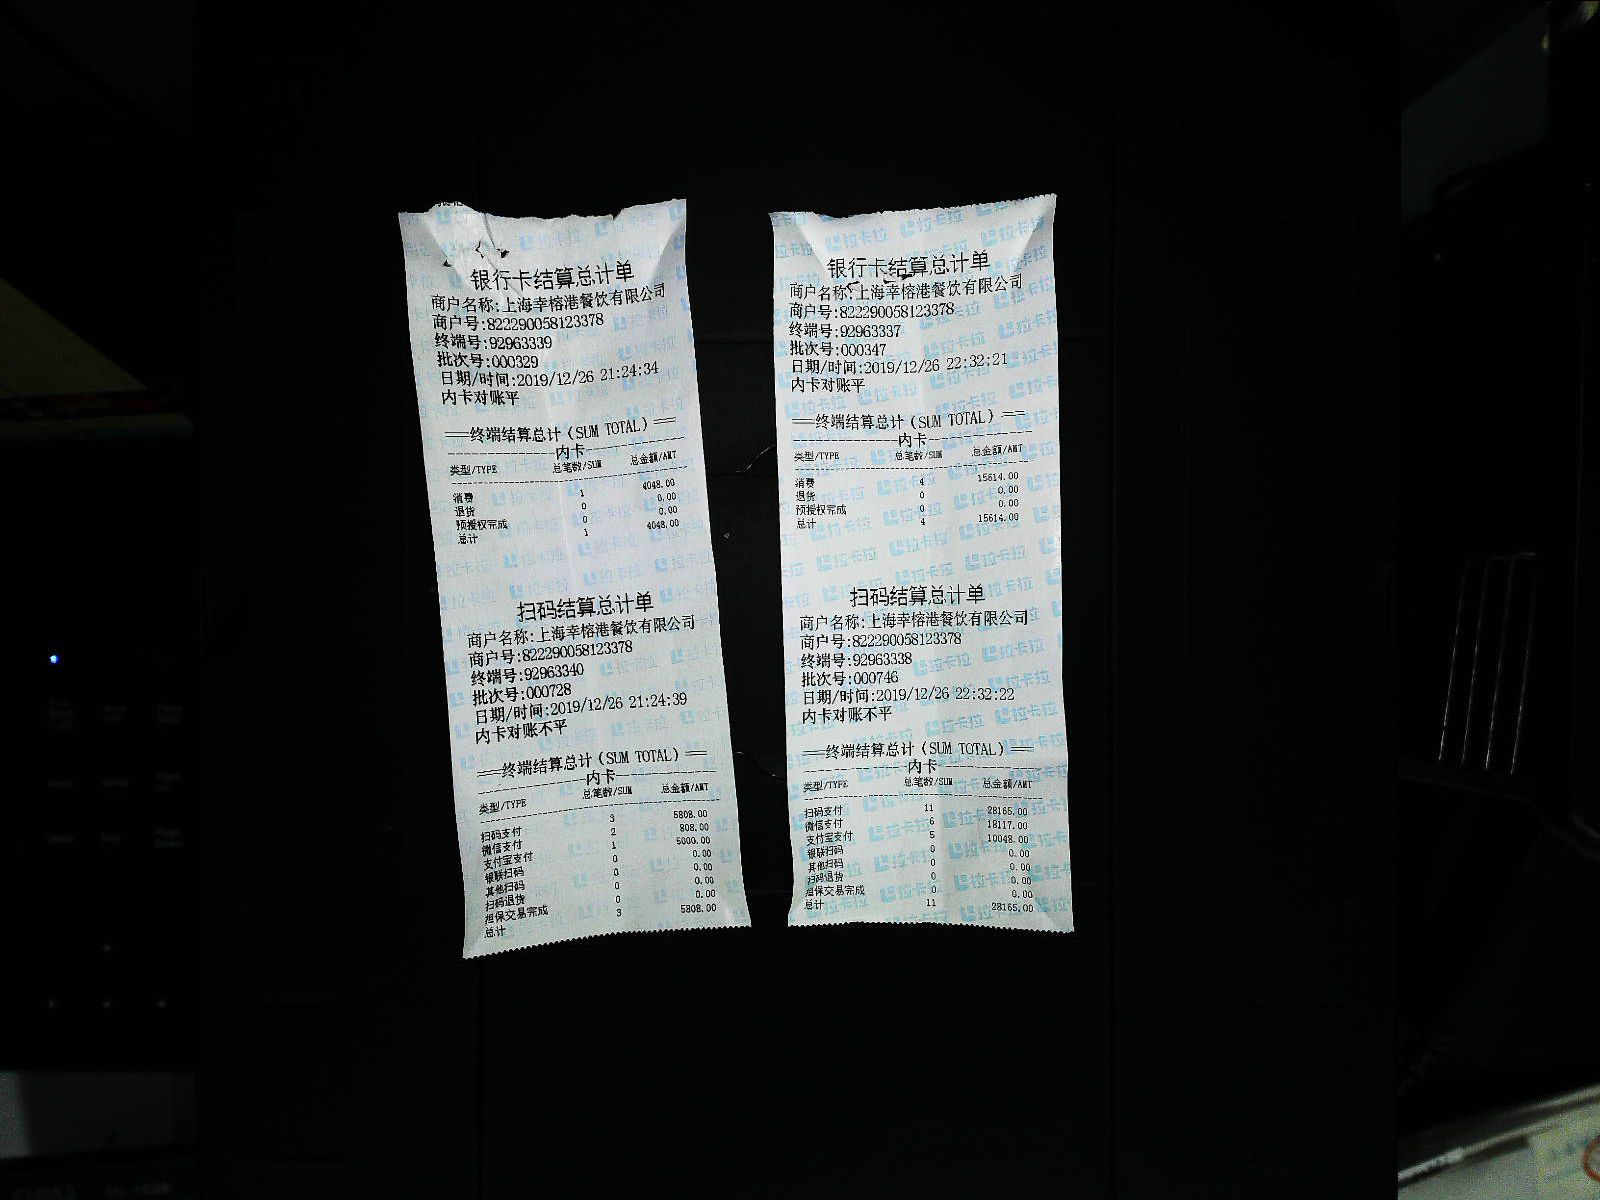 银行卡结算总计单
商户名称:上海幸榕港餐饮有限公司
商户号:822290058123378
终端号:92963339
批次号:000329
日期/时间:2019/12/26 21:24:34
内卡对账平
══终端结算总计(SUM TOTAL)══
内卡
类型/TYPE 总笔数/SUM 总金额/AMT
消费 1 4048.00
退货 0 0.00
预授权完成 0 0.00
总计 1 4048.00
扫码结算总计单
商户名称:上海幸榕港餐饮有限公司
商户号:822290058123378
终端号:92963340
批次号:000728
日期/时间:2019/12/26 21:24:39
内卡对账不平
══终端结算总计(SUM TOTAL)══
内卡
类型/TYPE 总笔数/SUM 总金额/AMT
扫码支付 3 5808.00
微信支付 2 808.00
支付宝支付 1 5000.00
银联扫码 0 0.00
其他扫码 0 0.00
扫码退货 0 0.00
担保交易完成 0 0.00
总计 3 5808.00
银行卡结算总计单
商户名称:上海幸榕港餐饮有限公司
商户号:822290058123378
终端号:92963337
批次号:000347
日期/时间:2019/12/26 22:32:21
内卡对账平
══终端结算总计(SUM TOTAL)══
内卡
类型/TYPE 总笔数/SUM 总金额/AMT
消费 4 15614.00
退货 0 0.00
预授权完成 0 0.00
总计 4 15614.00
扫码结算总计单
商户名称:上海幸榕港餐饮有限公司
商户号:822290058123378
终端号:92963338
批次号:000746
日期/时间:2019/12/26 22:32:22
内卡对账不平
══终端结算总计(SUM TOTAL)══
内卡
类型/TYPE 总笔数/SUM 总金额/AMT
扫码支付 11 28165.00
微信支付 6 18117.00
支付宝支付 5 10048.00
银联扫码 0 0.00
其他扫码 0 0.00
扫码退货 0 0.00
担保交易完成 0 0.00
总计 11 28165.00
拉卡拉